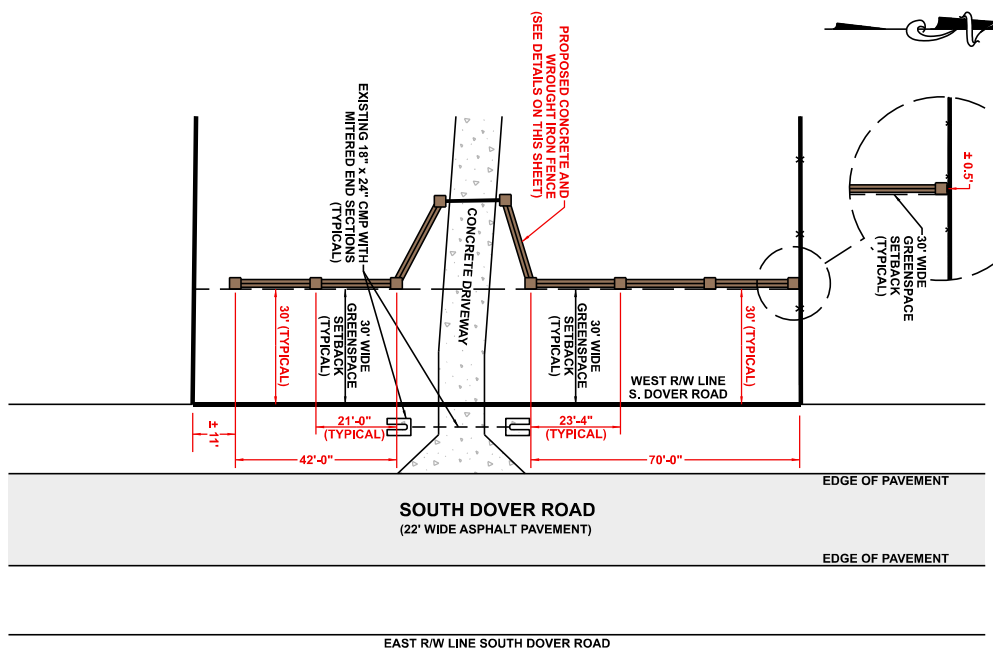 PROPOSED CONCRETE AND
WROUGHT IRON FENCE
(SEE DETAILS ON THIS SHEET)
EXISTING 18" x 24" CMP WITH
MITERED END SECTIONS
(TYPICAL)
CONCRETE DRIVEWAY
± 0.5'
30' WIDE
GREENSPACE
SETBACK
(TYPICAL)
30' (TYPICAL)
30' WIDE
GREENSPACE
SETBACK
(TYPICAL)
30' WIDE
GREENSPACE
SETBACK
(TYPICAL)
30' (TYPICAL)
WEST R/W LINE
S. DOVER ROAD
± 11'
21'-0"
(TYPICAL)
23'-4"
(TYPICAL)
42'-0"
70'-0"
EDGE OF PAVEMENT
SOUTH DOVER ROAD
(22' WIDE ASPHALT PAVEMENT)
EDGE OF PAVEMENT
EAST R/W LINE SOUTH DOVER ROAD